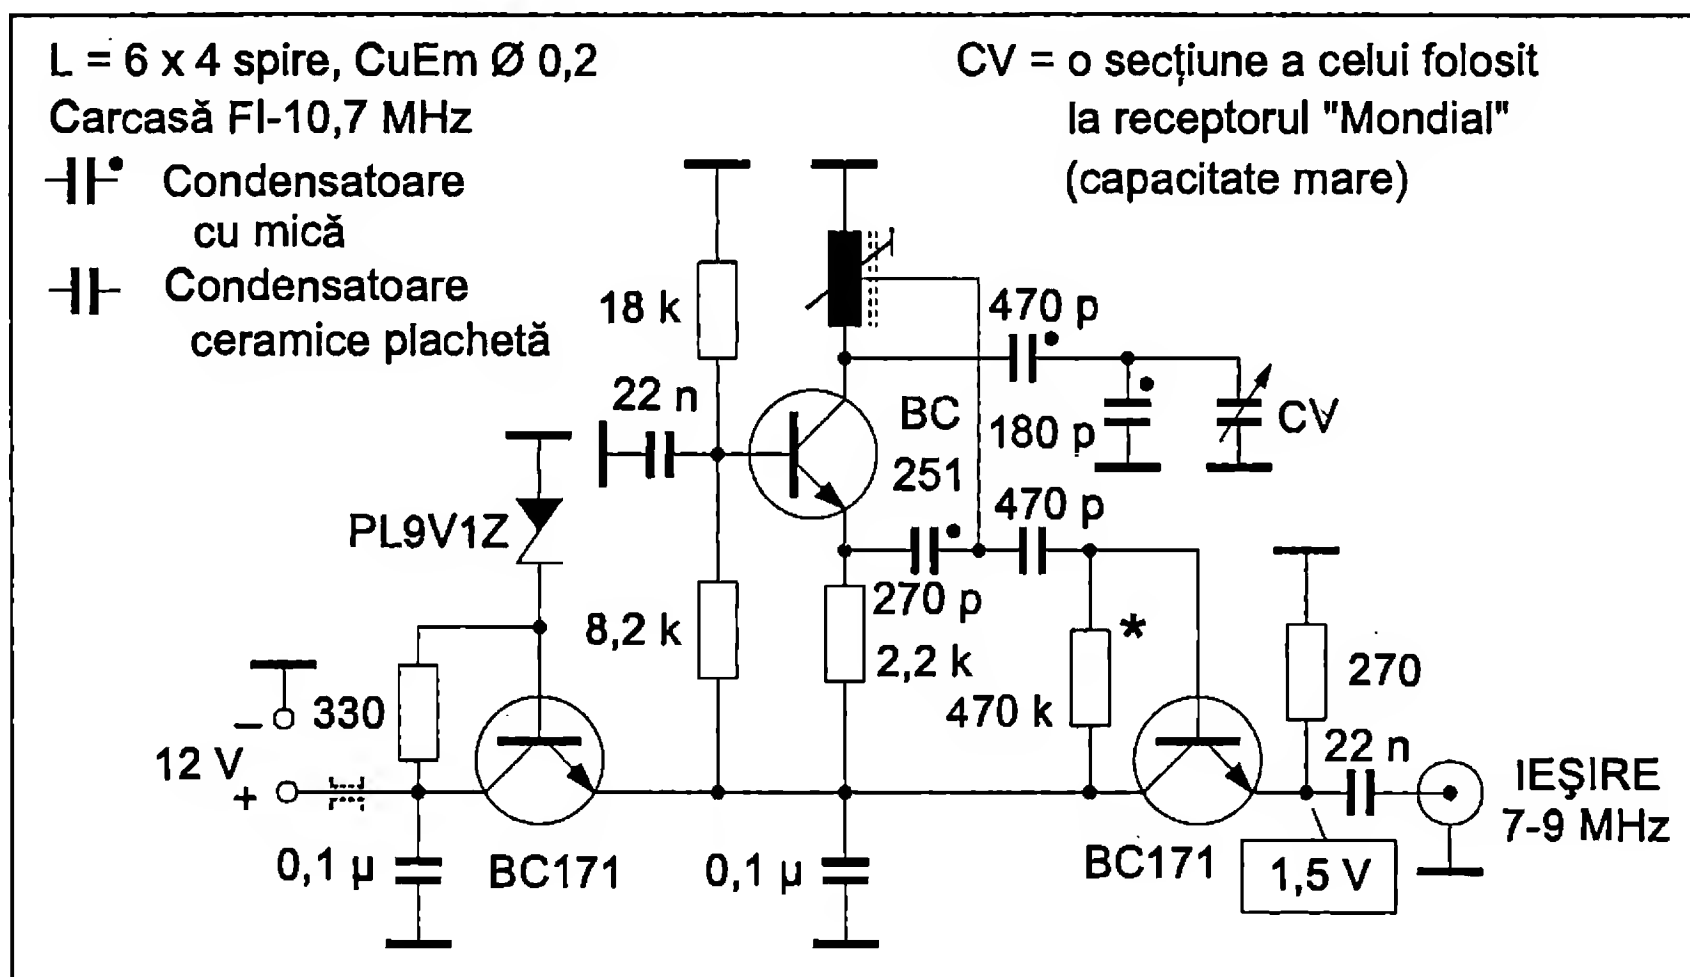 L = 6 x 4 spire, CuEm Ø 0,2
Carcasă FI-10,7 MHz
Condensatoare
cu mică
Condensatoare
ceramice plachetă
CV = o secțiune a celui folosit
la receptorul "Mondial"
(capacitate mare)
18 k
22 n
470 p
BC
251
180 p
CV
PL9V1Z
470 p
270 p
8,2 k
2,2 k
*
470 k
270
330
−
12 V
+
22 n
IEŞIRE
7-9 MHz
0,1 µ
BC171
0,1 µ
BC171
1,5 V